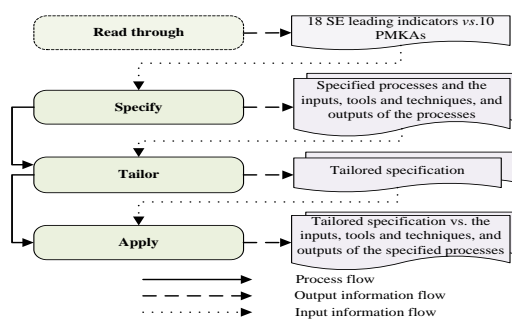 Read through
18 SE leading indicators vs.10
PMKAs
Specify
Specified processes and the
inputs, tools and techniques, and
outputs of the processes
Tailor
Tailored specification
Apply
Tailored specification vs. the
inputs, tools and techniques, and
outputs of the specified processes
Process flow
Output information flow
Input information flow